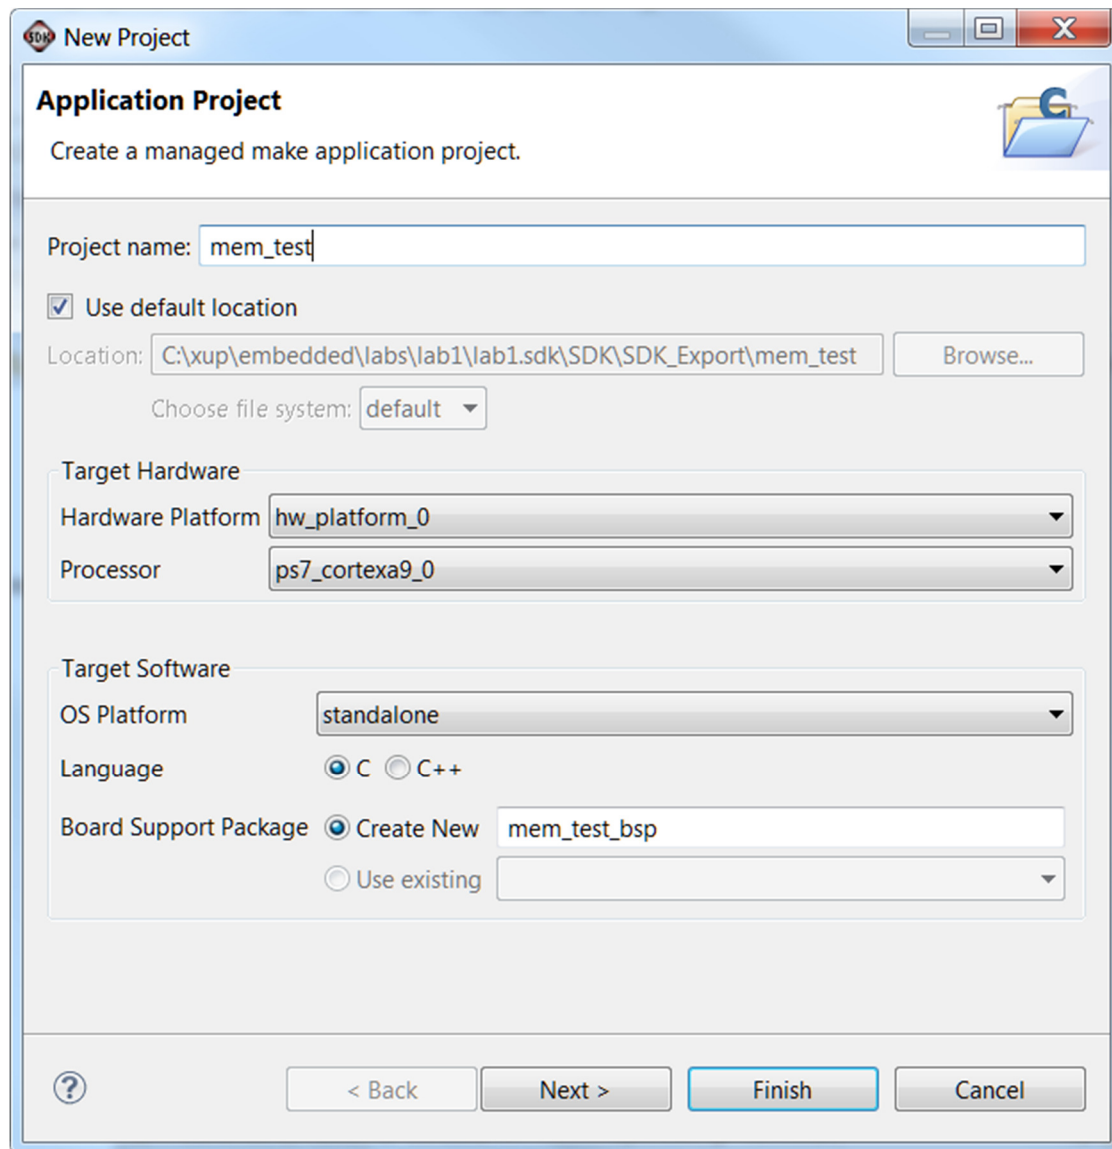 SDK New Project
Application Project
Create a managed make application project.
Project name: mem_test
Use default location
Location: C:\xup\embedded\labs\lab1\lab1.sdk\SDK\SDK_Export\mem_test Browse...
Choose file system: default
Target Hardware
Hardware Platform hw_platform_0
Processor ps7_cortexa9_0
Target Software
OS Platform standalone
Language C C++
Board Support Package Create New mem_test_bsp
Use existing
? < Back Next > Finish Cancel